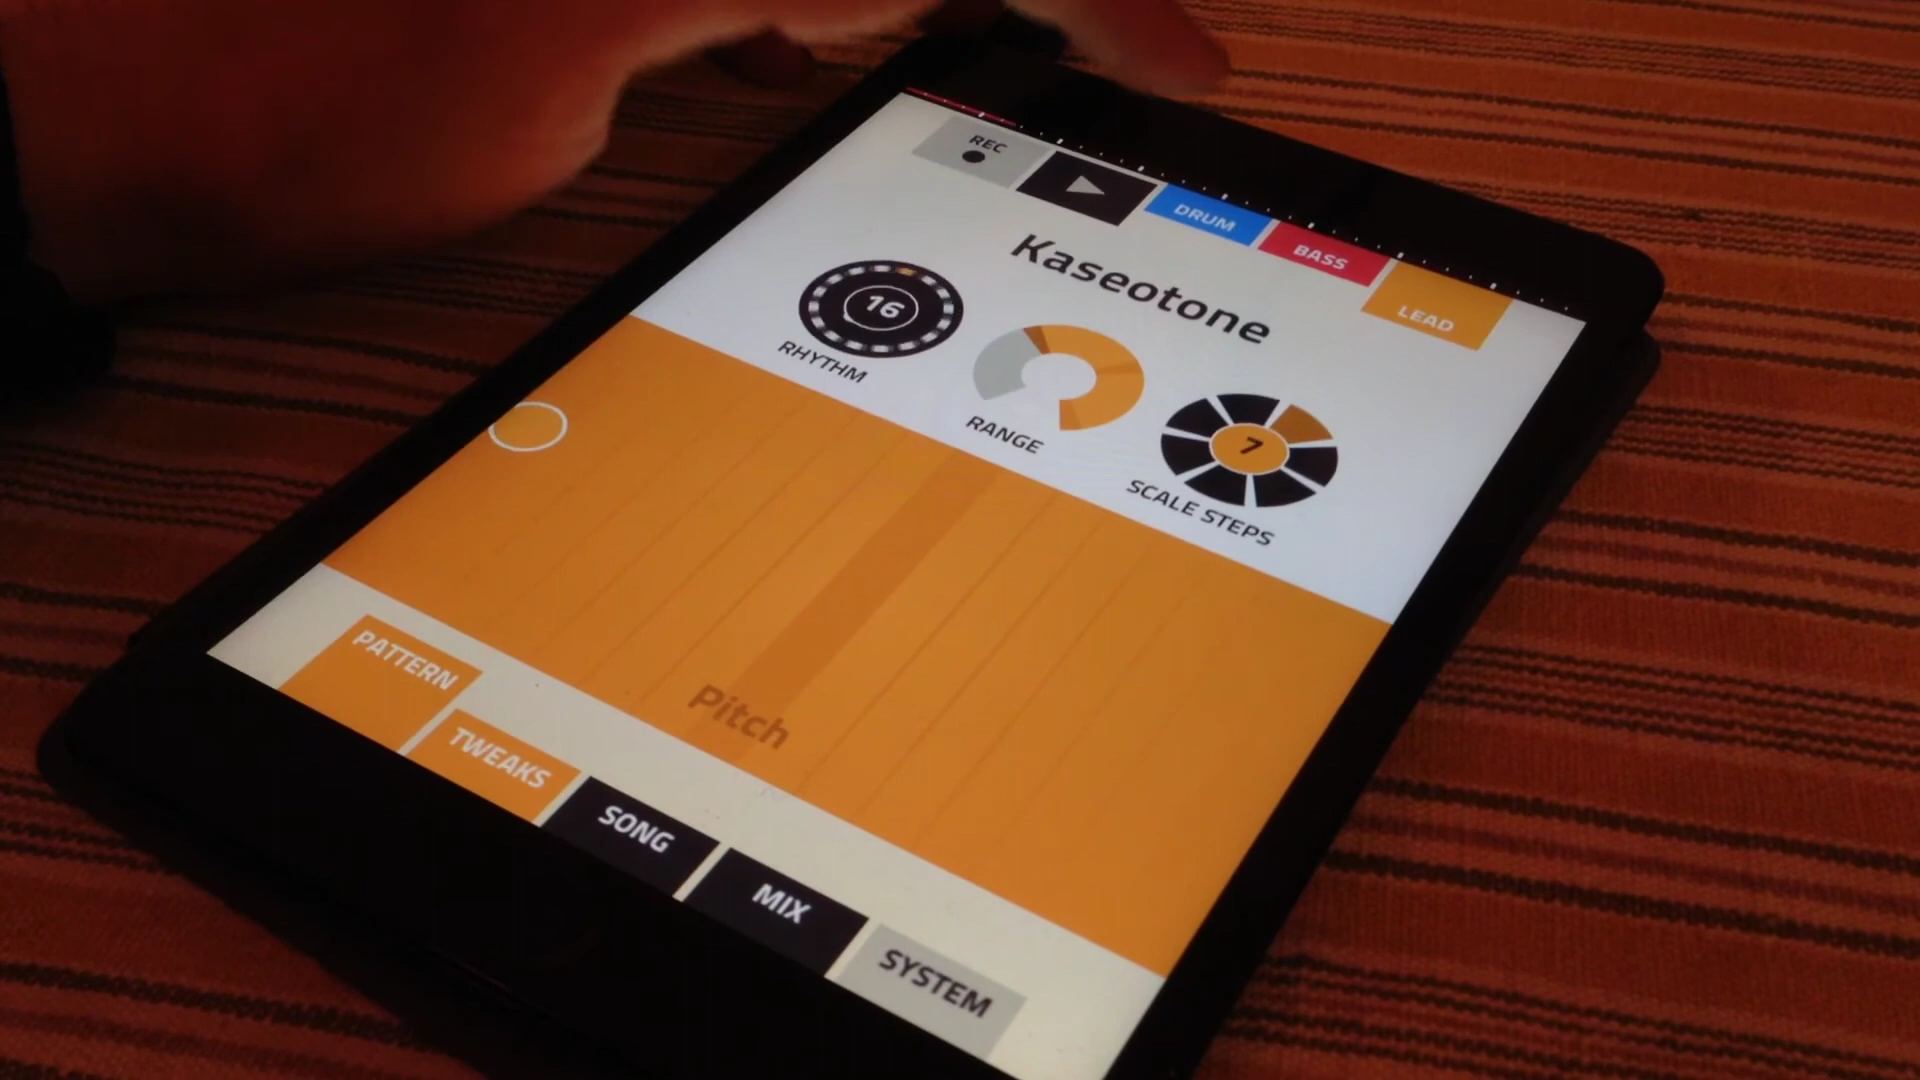 REC
DRUM
BASS
LEAD
Kaseotone
16
RHYTHM
RANGE
7
SCALE STEPS
Pitch
PATTERN
TWEAKS
SONG
MIX
SYSTEM